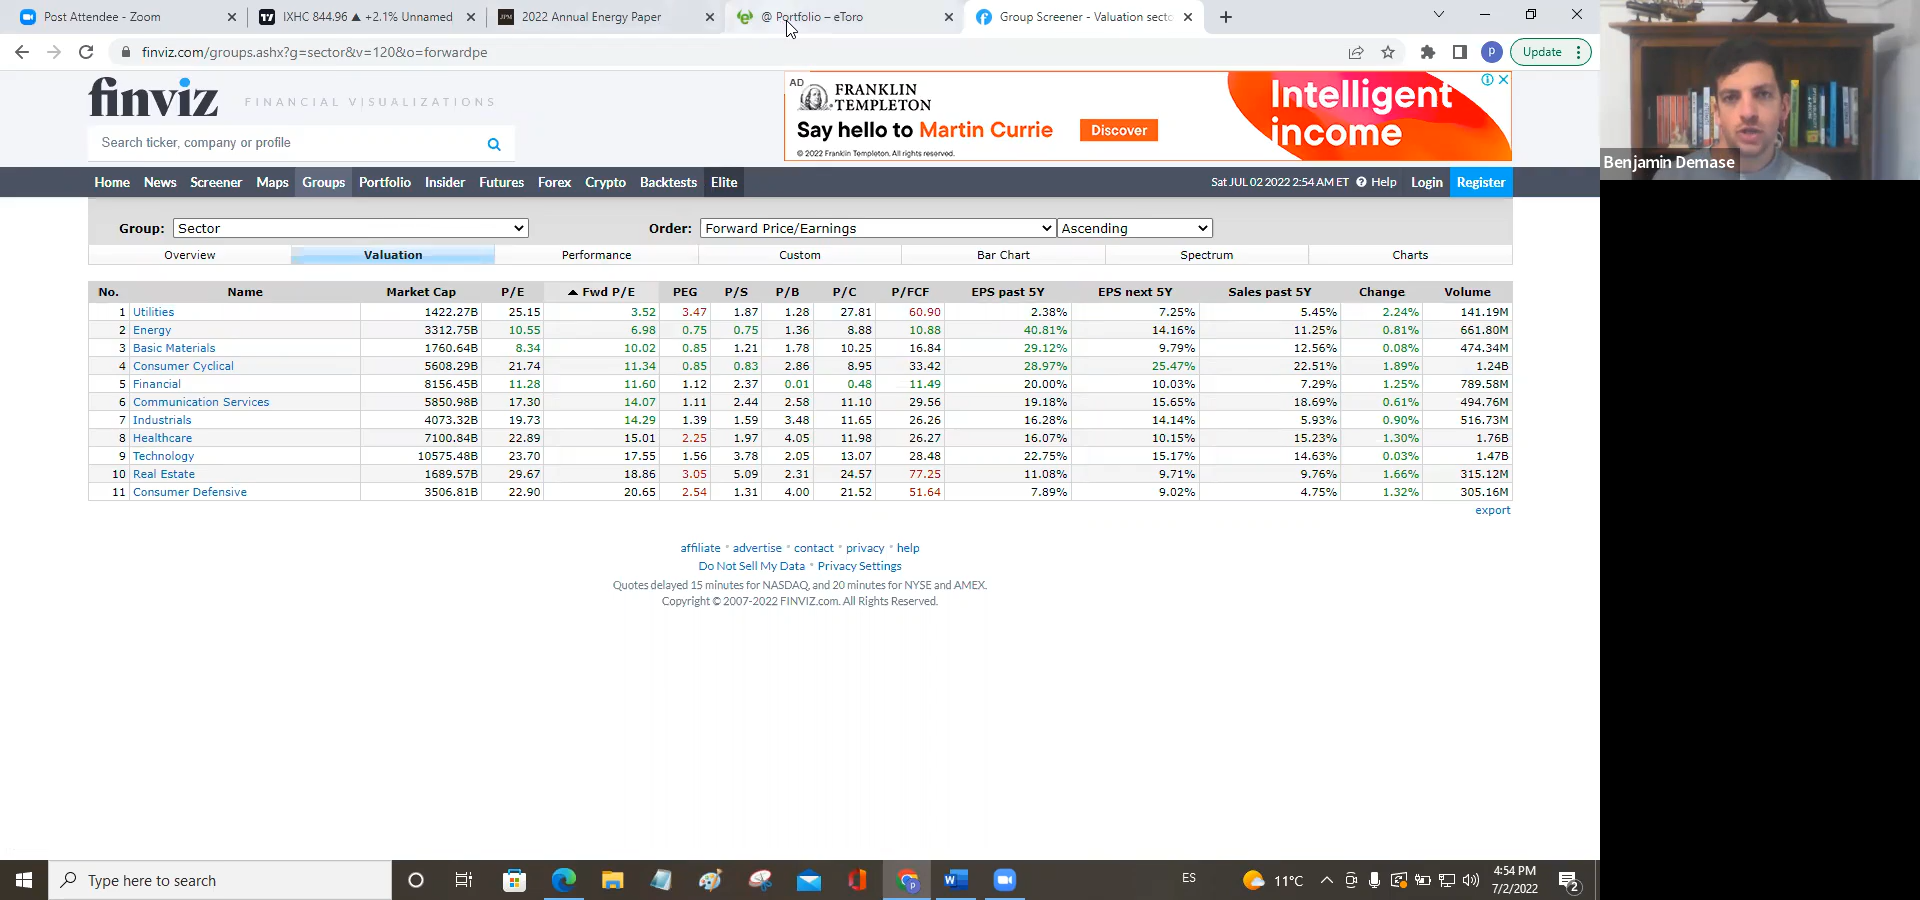 Post Attendee - Zoom
IXHC 844.96 ▲ +2.1% Unnamed
2022 Annual Energy Paper
@ Portfolio – eToro
Group Screener - Valuation secto
finviz.com/groups.ashx?g=sector&v=120&o=forwardpe
P
Update
finviz FINANCIAL VISUALIZATIONS
AD
FRANKLIN
TEMPLETON
Say hello to Martin Currie
Discover
© 2022 Franklin Templeton. All rights reserved.
Intelligent
income
Search ticker, company or profile
Benjamin Demase
Home News Screener Maps Groups Portfolio Insider Futures Forex Crypto Backtests Elite
Sat JUL 02 2022 2:54 AM ET Help Login Register
Group: Sector Order: Forward Price/Earnings Ascending
Overview Valuation Performance Custom Bar Chart Spectrum Charts
No. Name Market Cap P/E ▲ Fwd P/E PEG P/S P/B P/C P/FCF EPS past 5Y EPS next 5Y Sales past 5Y Change Volume
1 Utilities 1422.27B 25.15 3.52 3.47 1.87 1.28 27.81 60.90 2.38% 7.25% 5.45% 2.24% 141.19M
2 Energy 3312.75B 10.55 6.98 0.75 0.75 1.36 8.88 10.88 40.81% 14.16% 11.25% 0.81% 661.80M
3 Basic Materials 1760.64B 8.34 10.02 0.85 1.21 1.78 10.25 16.84 29.12% 9.79% 12.56% 0.08% 474.34M
4 Consumer Cyclical 5608.29B 21.74 11.34 0.85 0.83 2.86 8.95 33.42 28.97% 25.47% 22.51% 1.89% 1.24B
5 Financial 8156.45B 11.28 11.60 1.12 2.37 0.01 0.48 11.49 20.00% 10.03% 7.29% 1.25% 789.58M
6 Communication Services 5850.98B 17.30 14.07 1.11 2.44 2.58 11.10 29.56 19.18% 15.65% 18.69% 0.61% 494.76M
7 Industrials 4073.32B 19.73 14.29 1.39 1.59 3.48 11.65 26.26 16.28% 14.14% 5.93% 0.90% 516.73M
8 Healthcare 7100.84B 22.89 15.01 2.25 1.97 4.05 11.98 26.27 16.07% 10.15% 15.23% 1.30% 1.76B
9 Technology 10575.48B 23.70 17.55 1.56 3.78 2.05 13.07 28.48 22.75% 15.17% 14.63% 0.03% 1.47B
10 Real Estate 1689.57B 29.67 18.86 3.05 5.09 2.31 24.57 77.25 11.08% 9.71% 9.76% 1.66% 315.12M
11 Consumer Defensive 3506.81B 22.90 20.65 2.54 1.31 4.00 21.52 51.64 7.89% 9.02% 4.75% 1.32% 305.16M
export
affiliate • advertise • contact • privacy • help
Do Not Sell My Data • Privacy Settings
Quotes delayed 15 minutes for NASDAQ, and 20 minutes for NYSE and AMEX.
Copyright © 2007-2022 FINVIZ.com. All Rights Reserved.
Type here to search
ES
11°C
4:54 PM
7/2/2022
2